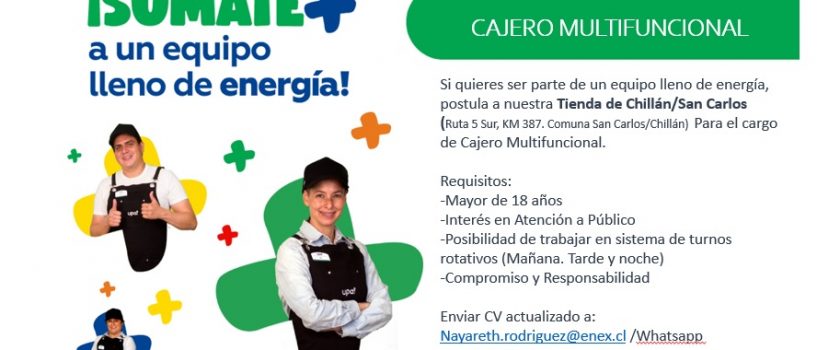 ¡SÚMATE+
a un equipo
lleno de energía!
upa!
upa!
CAJERO MULTIFUNCIONAL
Si quieres ser parte de un equipo lleno de energía,
postula a nuestra Tienda de Chillán/San Carlos
(Ruta 5 Sur, KM 387. Comuna San Carlos/Chillán) Para el cargo
de Cajero Multifuncional.
Requisitos:
-Mayor de 18 años
-Interés en Atención a Público
-Posibilidad de trabajar en sistema de turnos
rotativos (Mañana. Tarde y noche)
-Compromiso y Responsabilidad
Enviar CV actualizado a:
Nayareth.rodriguez@enex.cl /Whatsapp